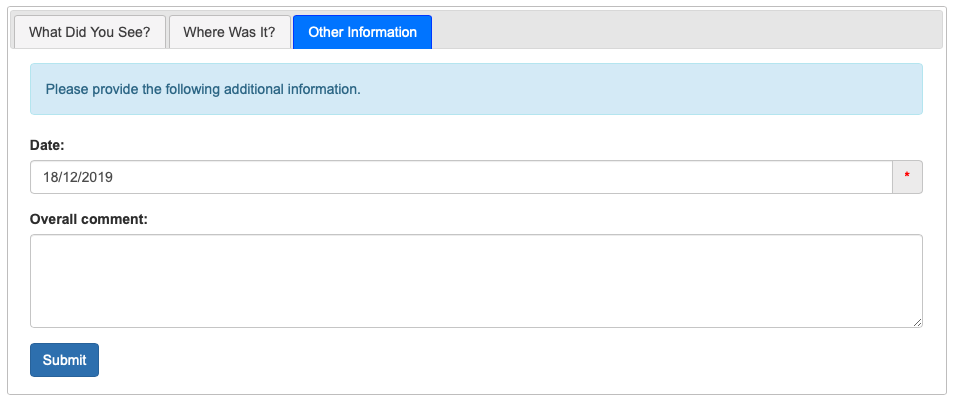 What Did You See? Where Was It? Other Information
Please provide the following additional information.
Date:
18/12/2019 *
Overall comment:
Submit